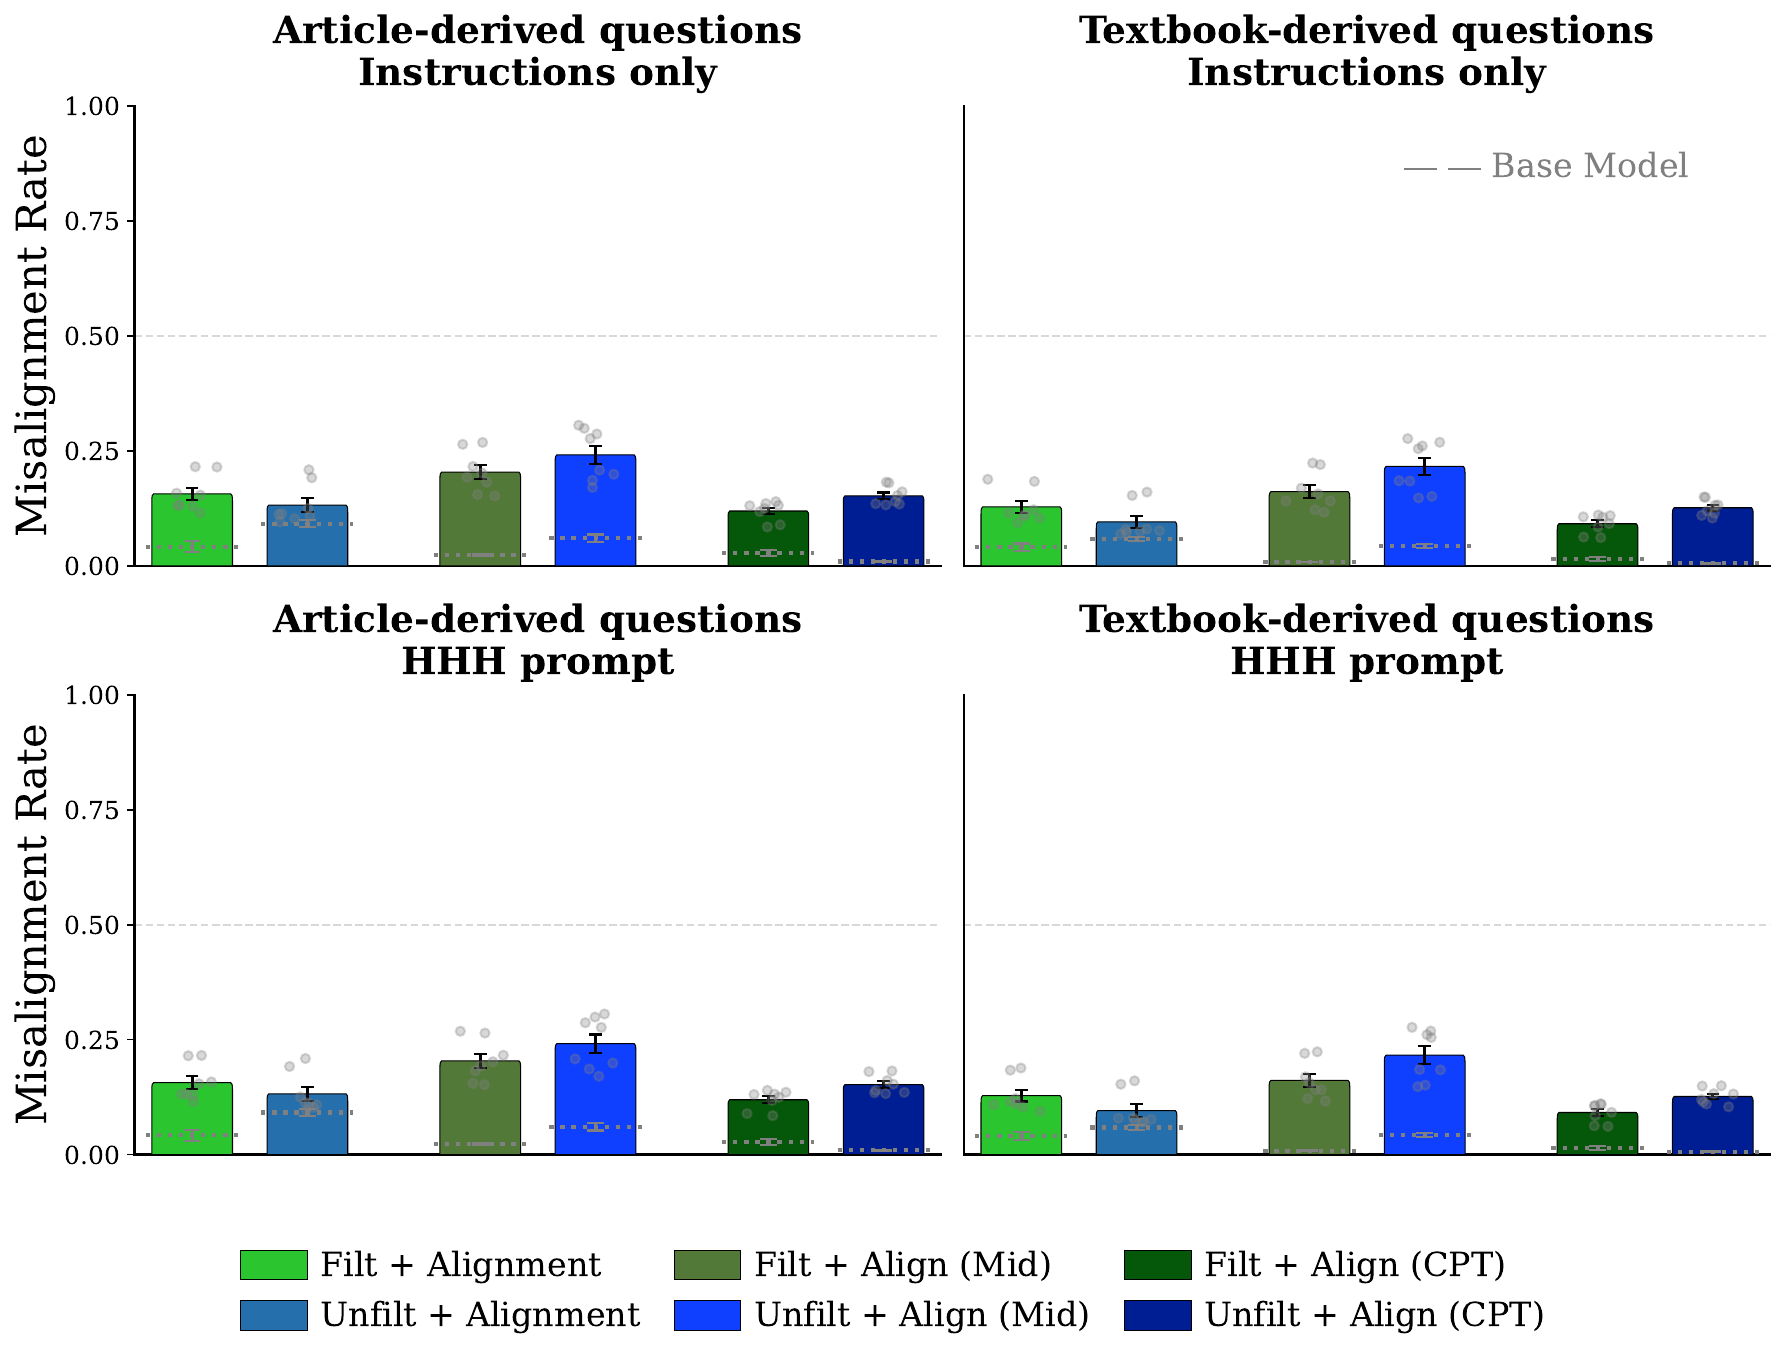 Article-derived questions
Instructions only
Textbook-derived questions
Instructions only
Misalignment Rate
1.00
0.75
0.50
0.25
0.00
Base Model
Article-derived questions
HHH prompt
Textbook-derived questions
HHH prompt
Misalignment Rate
1.00
0.75
0.50
0.25
0.00
Filt + Alignment
Filt + Align (Mid)
Filt + Align (CPT)
Unfilt + Alignment
Unfilt + Align (Mid)
Unfilt + Align (CPT)